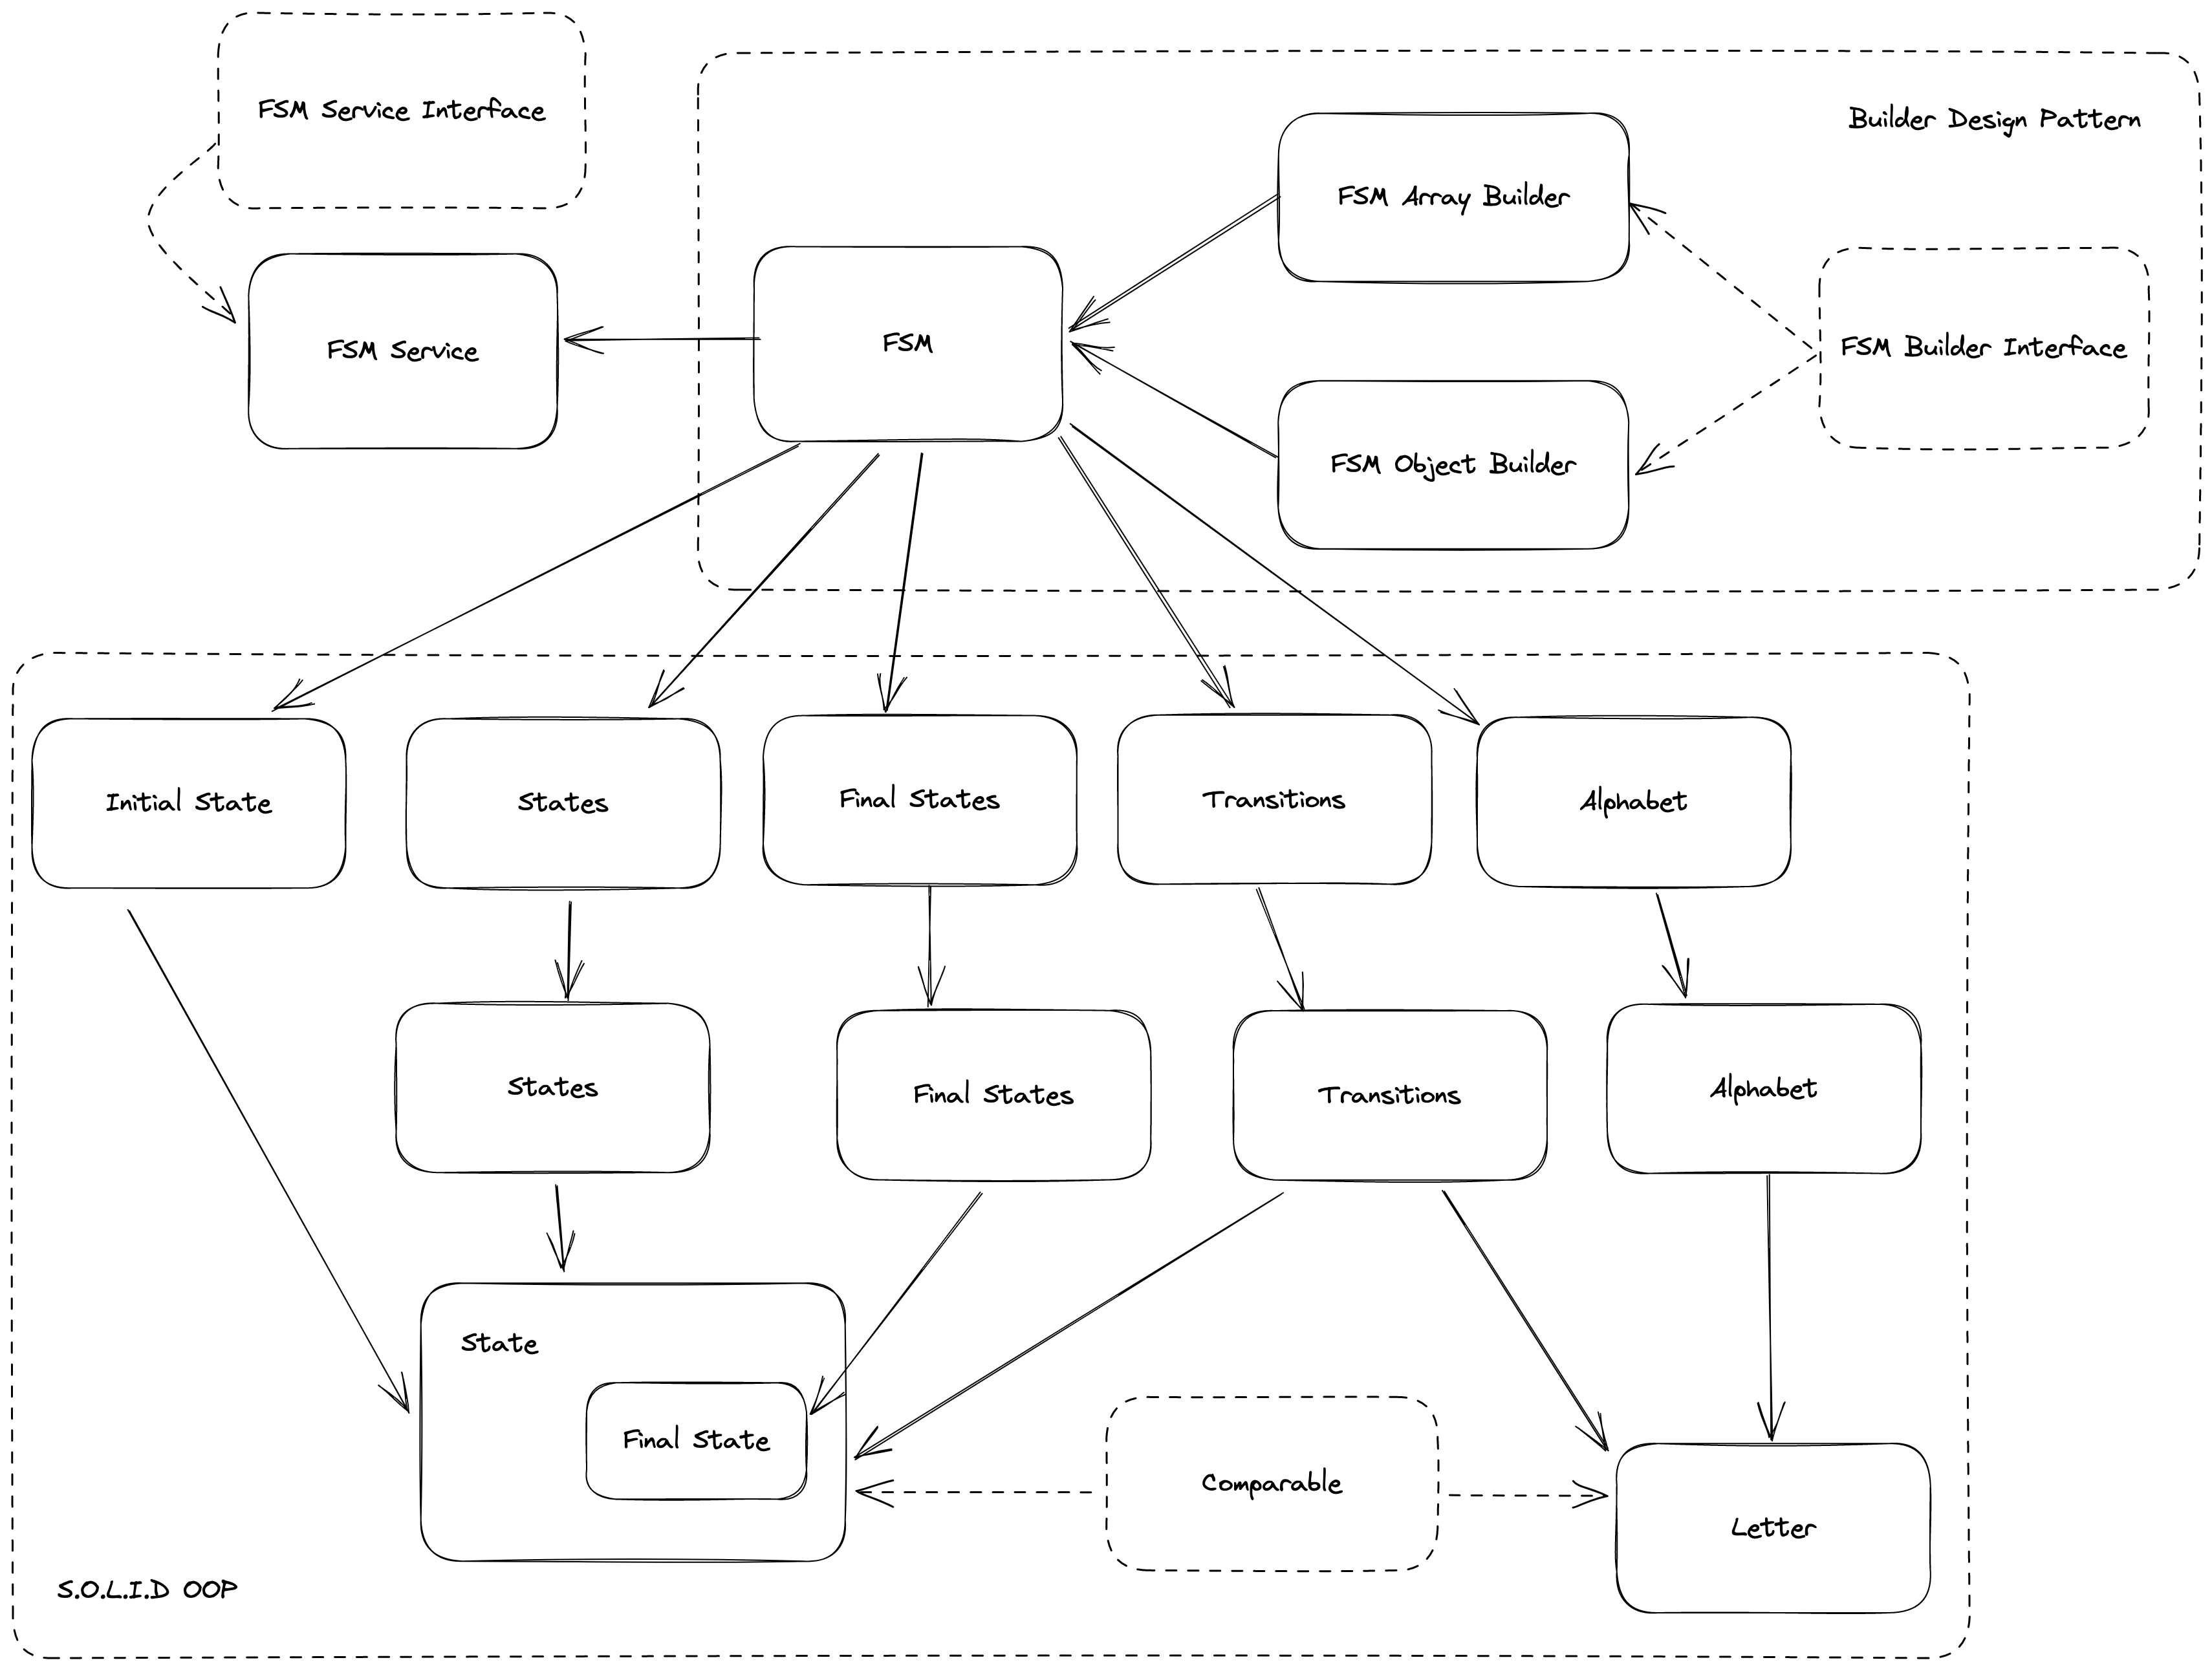 FSM Service Interface
Builder Design Pattern
FSM Array Builder
FSM Service
FSM
FSM Builder Interface
FSM Object Builder
Initial State
States
Final States
Transitions
Alphabet
States
Final States
Transitions
Alphabet
State
Final State
Comparable
Letter
S.O.L.I.D OOP